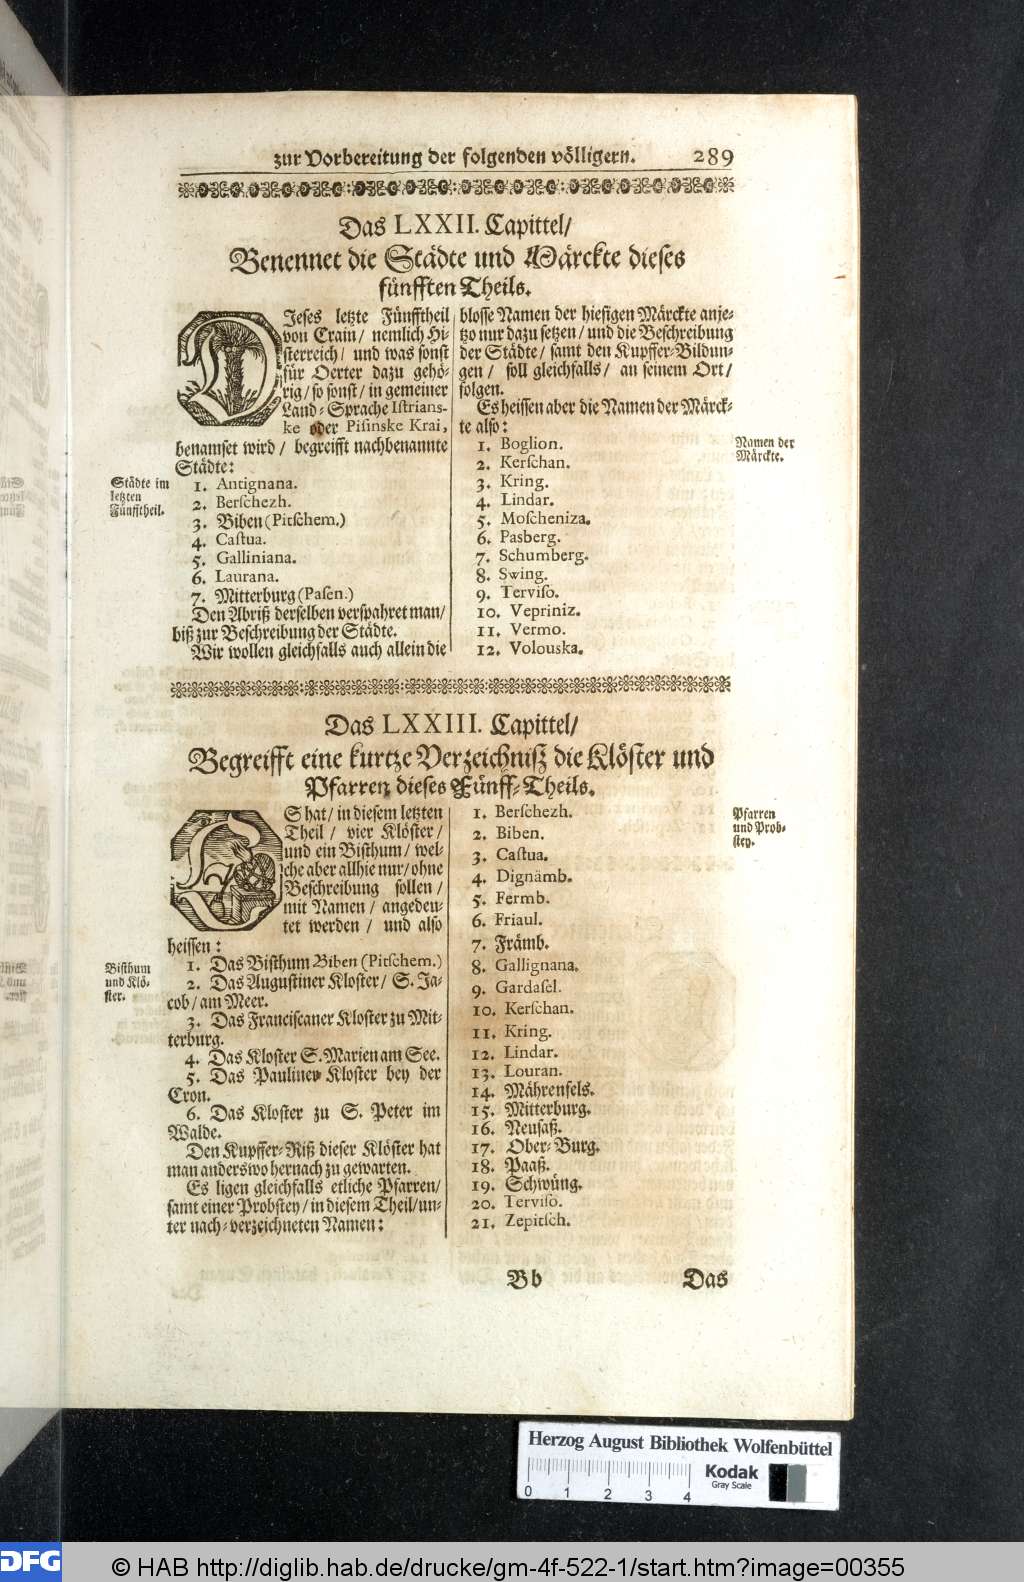 zur Vorbereitung der folgenden völligern. 289
Das LXXII. Capittel/
Benennet die Städte und Märckte dieses
fünfften Theils.
DIeses letzte Fünfftheil
von Crain / nemlich Hi-
sterreich / und was sonst
für Oerter dazu gehö-
rig / so sonst / in gemeiner
Land-Sprache Istrians-
ke oder Pisinske Krai,
benamset wird / begreifft nachbenannte
Städte:
Städte im
letzten
Fünfftheil.
1. Antignana.
2. Berschezh.
3. Biben (Pitschem.)
4. Castua.
5. Galliniana.
6. Laurana.
7. Mitterburg (Pasen.)
Den Abriß derselben verspahret man /
biß zur Beschreibung der Städte.
Wir wollen gleichfalls auch allein die
blosse Namen der hiesigen Märckte anje-
tzo nur dazu setzen / und die Beschreibung
der Städte / samt den Kupffer-Bildun-
gen / soll gleichfalls / an seinem Ort /
folgen.
Es heissen aber die Namen der Märck-
te also:
Namen der
Märckte.
1. Boglion.
2. Kerschan.
3. Kring.
4. Lindar.
5. Moscheniza.
6. Pasberg.
7. Schumberg.
8. Swing.
9. Terviso.
10. Vepriniz.
11. Vermo.
12. Volouska.
Das LXXIII. Capittel/
Begreifft eine kurtze Verzeichniß die Klöster und
Pfarren dieses Fünff-Theils.
ES hat / in diesem letzten
Theil / vier Klöster /
und ein Bisthum / wel-
che aber allhie nur / ohne
Beschreibung sollen /
mit Namen / angedeu-
tet werden / und also
heissen:
Bisthum
und Klö-
ster.
1. Das Bisthum Biben (Pitschem.)
2. Das Augustiner Kloster / S. Ja-
cob / am Meer.
3. Das Franciscaner Kloster zu Mit-
terburg.
4. Das Kloster S. Marien am See.
5. Das Pauliner Kloster bey der
Cron.
6. Das Kloster zu S. Peter im
Walde.
Den Kupffer-Riß dieser Klöster hat
man anderswo hernach zu gewarten.
Es ligen gleichfalls etliche Pfarren /
samt einer Probstey / in diesem Theil / un-
ter nach-verzeichneten Namen:
Pfarren
und Prob-
stey.
1. Berschezh.
2. Biben.
3. Castua.
4. Dignämb.
5. Fermb.
6. Friaul.
7. Främb.
8. Gallignana.
9. Gardasel.
10. Kerschan.
11. Kring.
12. Lindar.
13. Louran.
14. Mährenfels.
15. Mitterburg.
16. Neusaß.
17. Ober-Burg.
18. Paaß.
19. Schwüng.
20. Terviso.
21. Zepitsch.
Bb Das
Herzog August Bibliothek Wolfenbüttel
Kodak
Gray Scale
0 1 2 3 4
DFG
© HAB http://diglib.hab.de/drucke/gm-4f-522-1/start.htm?image=00355